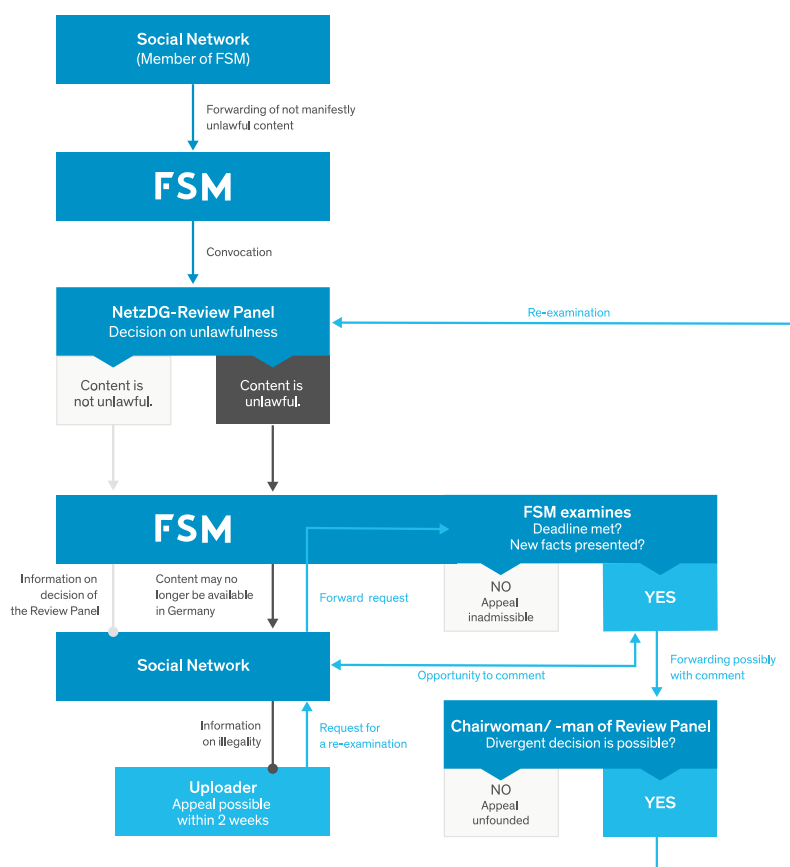 Social Network
(Member of FSM)
Forwarding of not manifestly
unlawful content
FSM
Convocation
NetzDG-Review Panel
Decision on unlawfulness
Re-examination
Content is
not unlawful.
Content is
unlawful.
FSM
FSM examines
Deadline met?
New facts presented?
Information on
decision of
the Review Panel
Content may no
longer be available
in Germany
Forward request
NO
Appeal
inadmissible
YES
Social Network
Opportunity to comment
Forwarding possibly
with comment
Information
on illegality
Request for
a re-examination
Chairwoman/ -man of Review Panel
Divergent decision is possible?
Uploader
Appeal possible
within 2 weeks
NO
Appeal
unfounded
YES